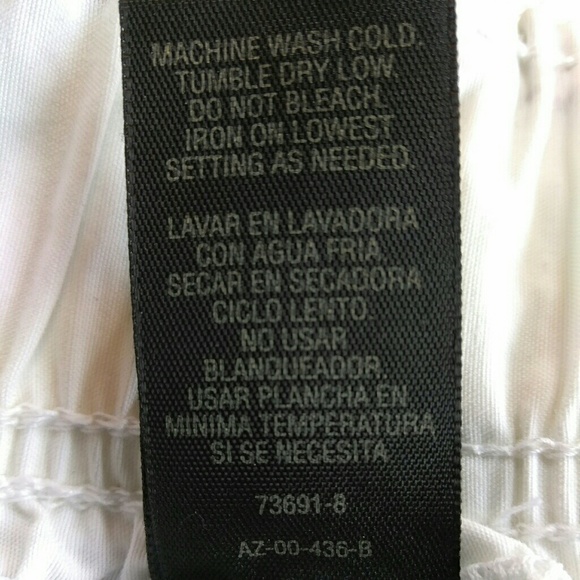 MACHINE WASH COLD.
TUMBLE DRY LOW.
DO NOT BLEACH.
IRON ON LOWEST
SETTING AS NEEDED.
LAVAR EN LAVADORA
CON AGUA FRIA
SECAR EN SECADORA
CICLO LENTO.
NO USAR
BLANQUEADOR.
USAR PLANCHA EN
MINIMA TEMPERATURA
SI SE NECESITA
73691-8
AZ-00-436-B